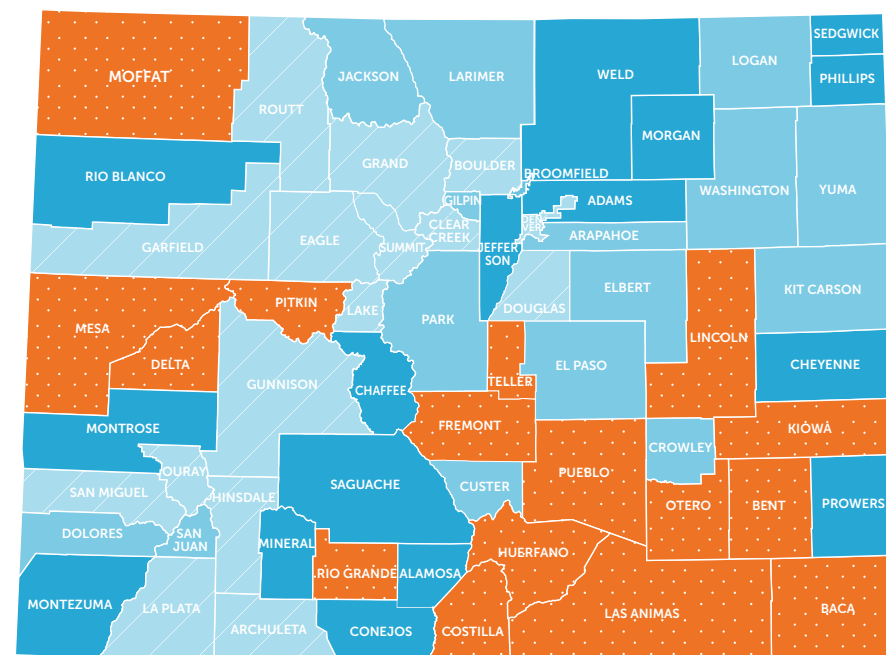 SEDGWICK
LOGAN
MOFFAT
JACKSON
LARIMER
WELD
PHILLIPS
ROUTT
MORGAN
GRAND
BOULDER
RIO BLANCO
BROOMFIELD
WASHINGTON
YUMA
GILPIN
ADAMS
CLEAR
CREEK
DEN
VER
ARAPAHOE
EAGLE
GARFIELD
SUMMIT
JEFFER
SON
ELBERT
KIT CARSON
PITKIN
LAKE
DOUGLAS
PARK
MESA
LINCOLN
DELTA
EL PASO
CHEYENNE
TELLER
GUNNISON
CHAFFEE
FREMONT
KIOWA
MONTROSE
CROWLEY
OURAY
PUEBLO
SAGUACHE
CUSTER
SAN MIGUEL
HINSDALE
OTERO
BENT
PROWERS
DOLORES
SAN
JUAN
MINERAL
HUERFANO
RIO GRANDE
ALAMOSA
MONTEZUMA
LA PLATA
LAS ANIMAS
BACA
ARCHULETA
CONEJOS
COSTILLA